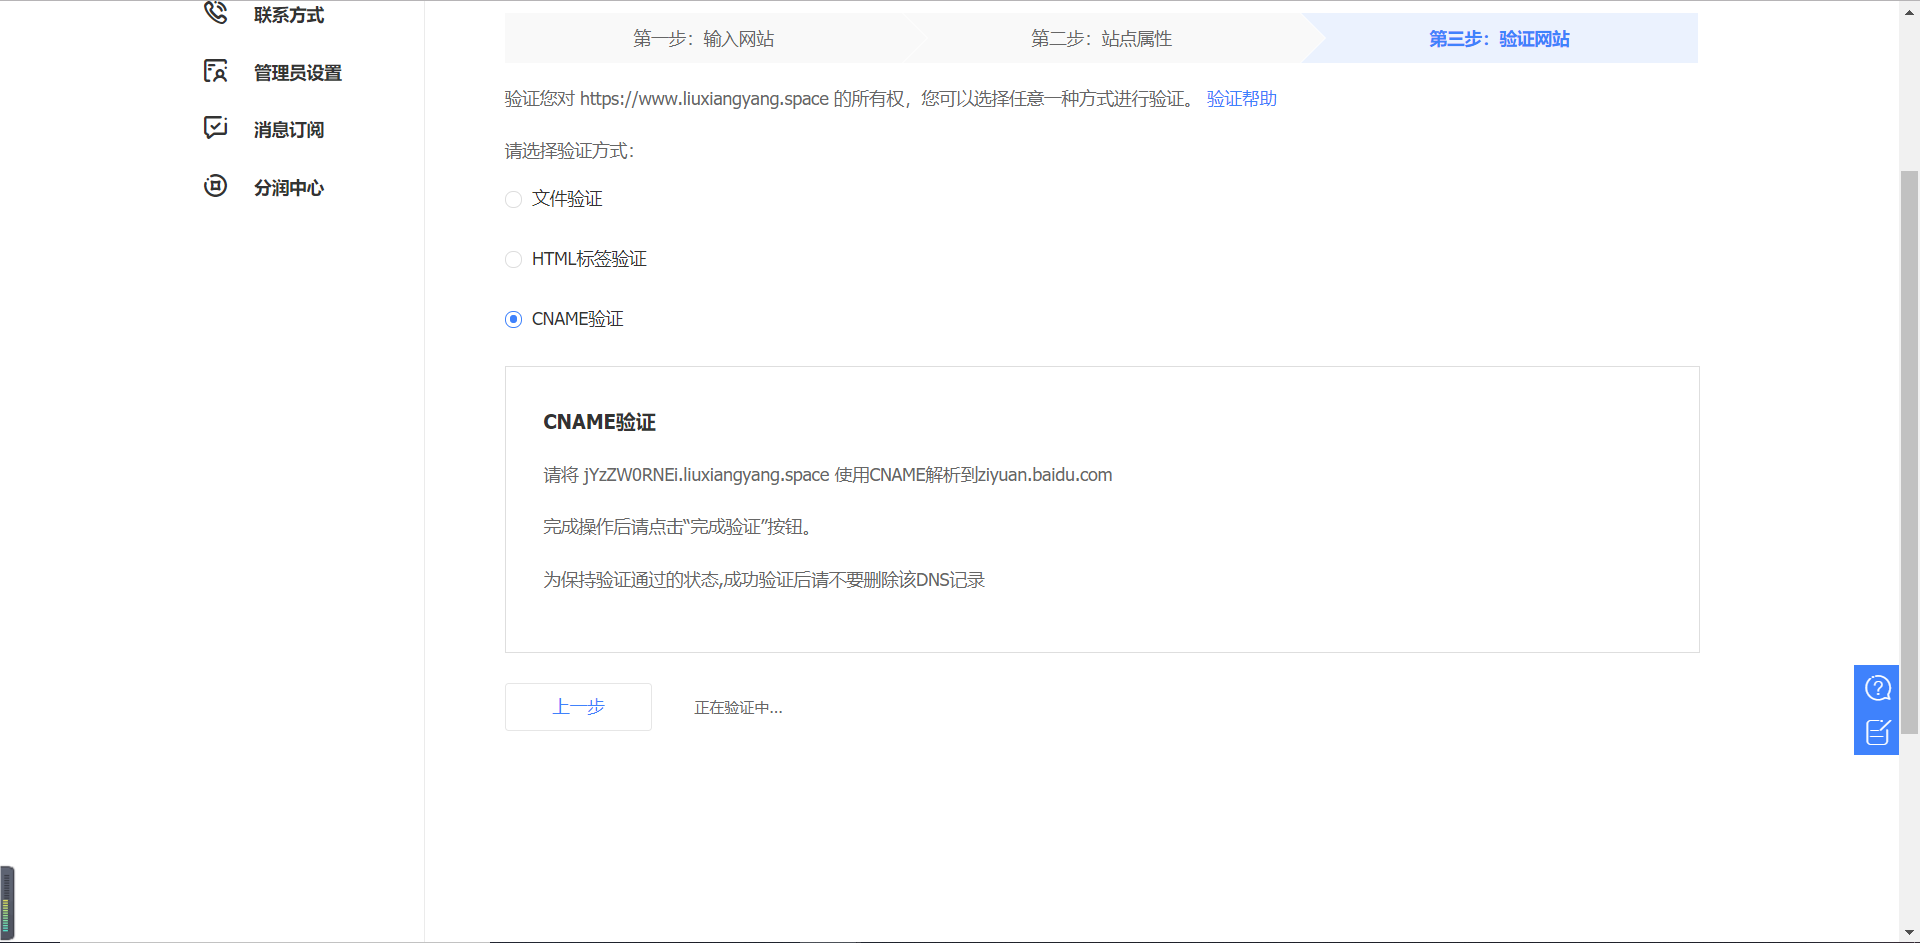 联系方式
管理员设置
消息订阅
分润中心
第一步：输入网站
第二步：站点属性
第三步：验证网站
验证您对 https://www.liuxiangyang.space 的所有权，您可以选择任意一种方式进行验证。 验证帮助
请选择验证方式：
文件验证
HTML标签验证
CNAME验证
CNAME验证
请将 jYzZW0RNEi.liuxiangyang.space 使用CNAME解析到ziyuan.baidu.com
完成操作后请点击“完成验证”按钮。
为保持验证通过的状态,成功验证后请不要删除该DNS记录
上一步
正在验证中...